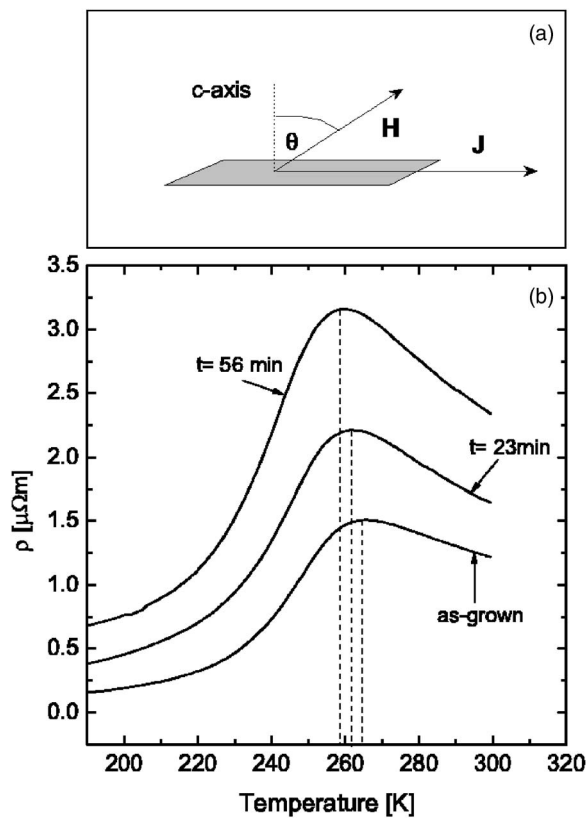 (a)
c-axis
θ
H
J
(b)
3.5
3.0
2.5
2.0
1.5
1.0
0.5
0.0
ρ [μΩm]
t= 56 min
t= 23min
as-grown
200 220 240 260 280 300 320
Temperature [K]